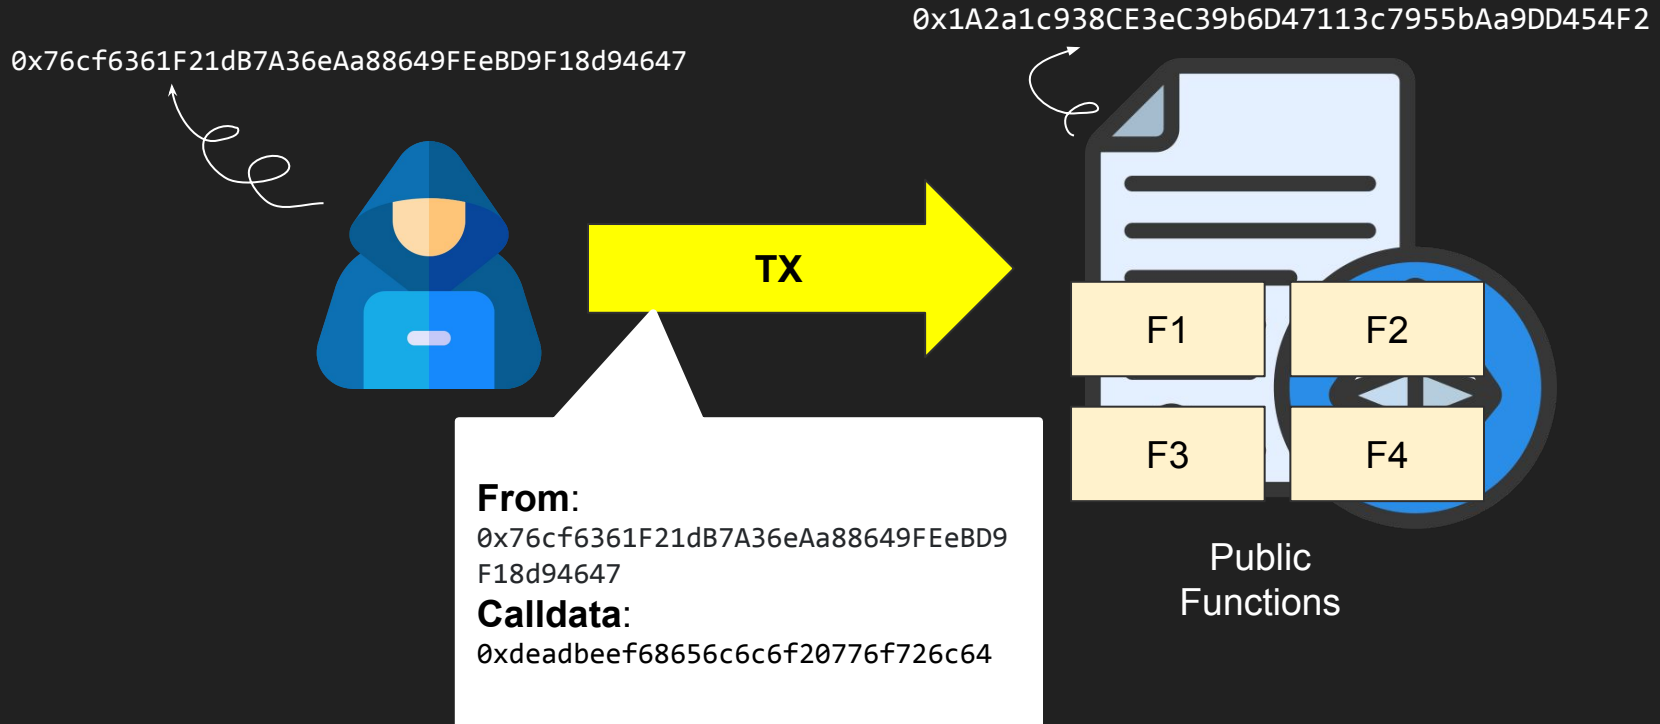 0x1A2a1c938CE3eC39b6D47113c7955bAa9DD454F2
0x76cf6361F21dB7A36eAa88649FEeBD9F18d94647
TX
F1
F2
F3
F4
From:
0x76cf6361F21dB7A36eAa88649FEeBD9
F18d94647
Calldata:
0xdeadbeef68656c6c6f20776f726c64
Public
Functions